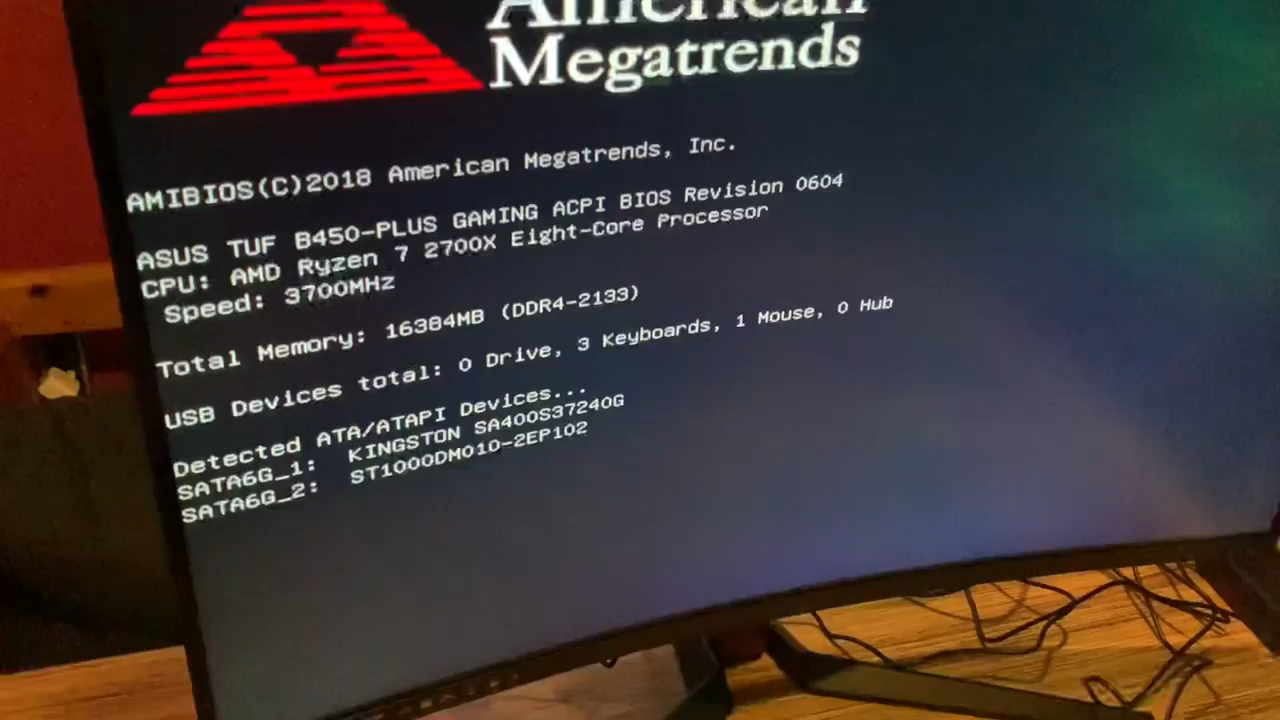 American
Megatrends
AMIBIOS(C)2018 American Megatrends, Inc.
ASUS TUF B450-PLUS GAMING ACPI BIOS Revision 0604
CPU: AMD Ryzen 7 2700X Eight-Core Processor
Speed: 3700MHz
Total Memory: 16384MB (DDR4-2133)
USB Devices total: 0 Drive, 3 Keyboards, 1 Mouse, 0 Hub
Detected ATA/ATAPI Devices...
SATA6G_1: KINGSTON SA400S37240G
SATA6G_2: ST1000DM010-2EP102